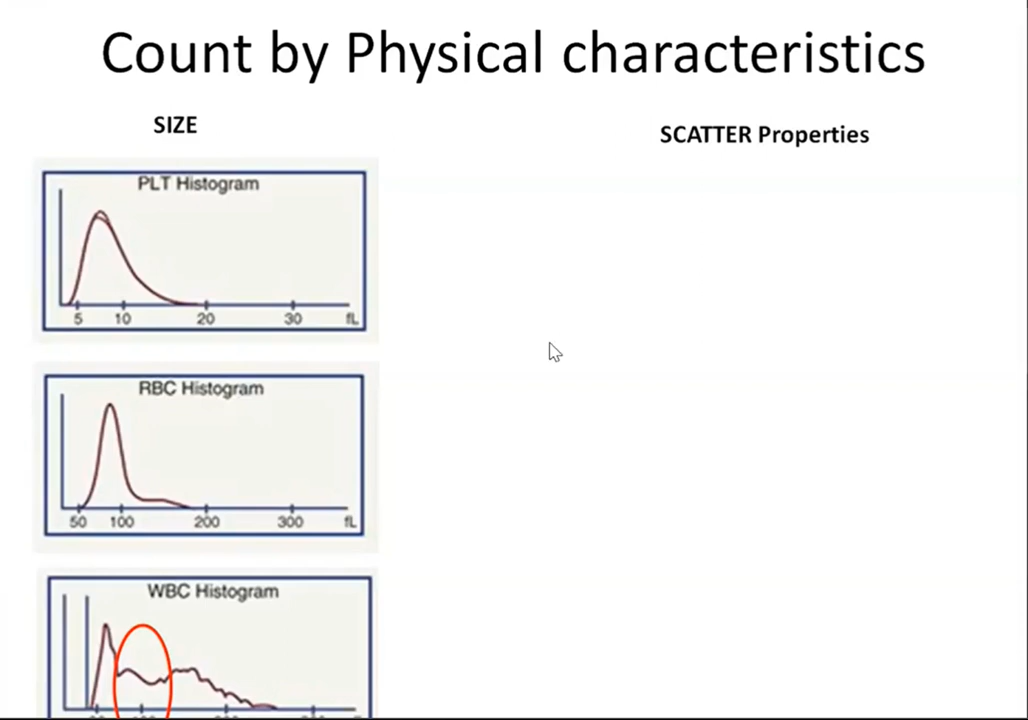 Count by Physical characteristics
SIZE
SCATTER Properties
PLT Histogram
5 10 20 30 fL
RBC Histogram
50 100 200 300 fL
WBC Histogram